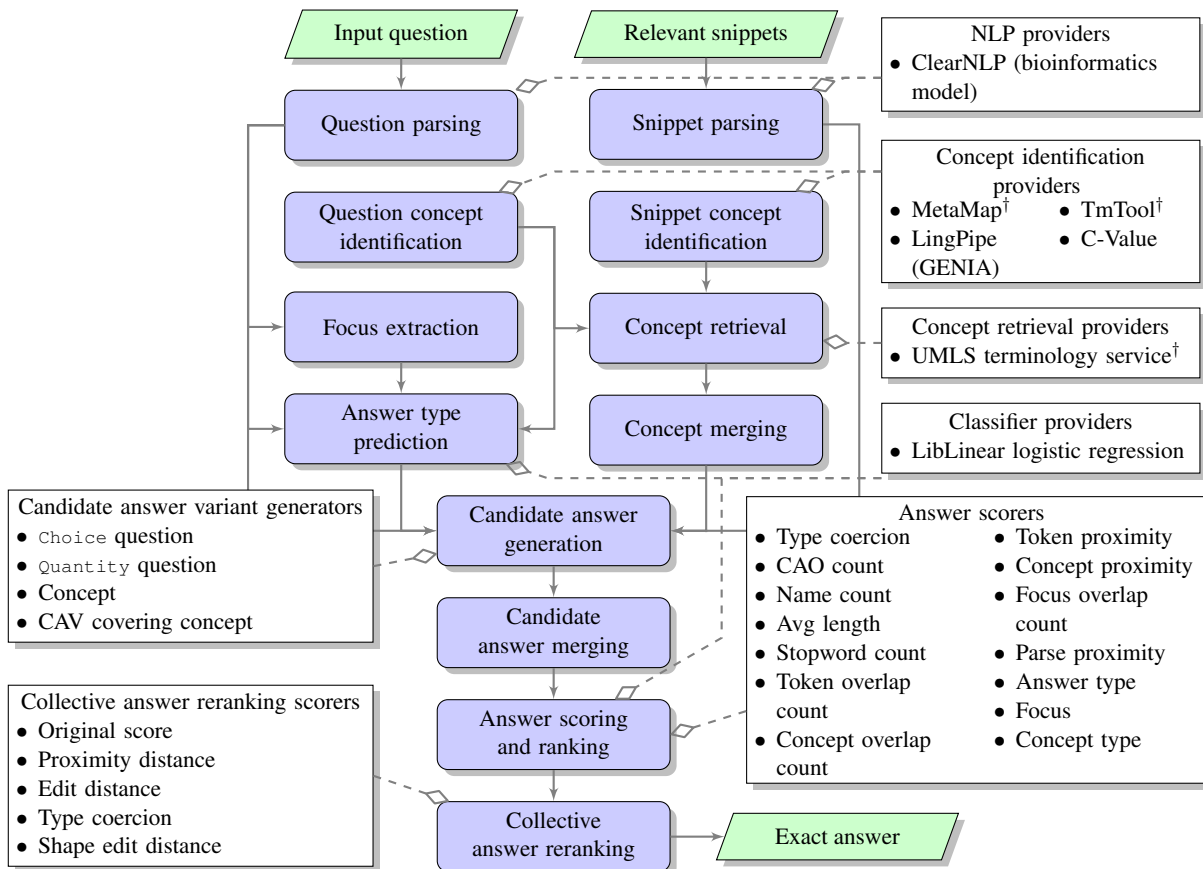 Input question
Relevant snippets
NLP providers
• ClearNLP (bioinformatics
model)
Question parsing
Snippet parsing
Concept identification
providers
• MetaMap†
• LingPipe
(GENIA)
• TmTool†
• C-Value
Question concept
identification
Snippet concept
identification
Focus extraction
Concept retrieval
Concept retrieval providers
• UMLS terminology service†
Answer type
prediction
Concept merging
Classifier providers
• LibLinear logistic regression
Candidate answer variant generators
• Choice question
• Quantity question
• Concept
• CAV covering concept
Candidate answer
generation
Answer scorers
• Type coercion
• CAO count
• Name count
• Avg length
• Stopword count
• Token overlap
count
• Concept overlap
count
• Token proximity
• Concept proximity
• Focus overlap
count
• Parse proximity
• Answer type
• Focus
• Concept type
Candidate
answer merging
Collective answer reranking scorers
• Original score
• Proximity distance
• Edit distance
• Type coercion
• Shape edit distance
Answer scoring
and ranking
Collective
answer reranking
Exact answer